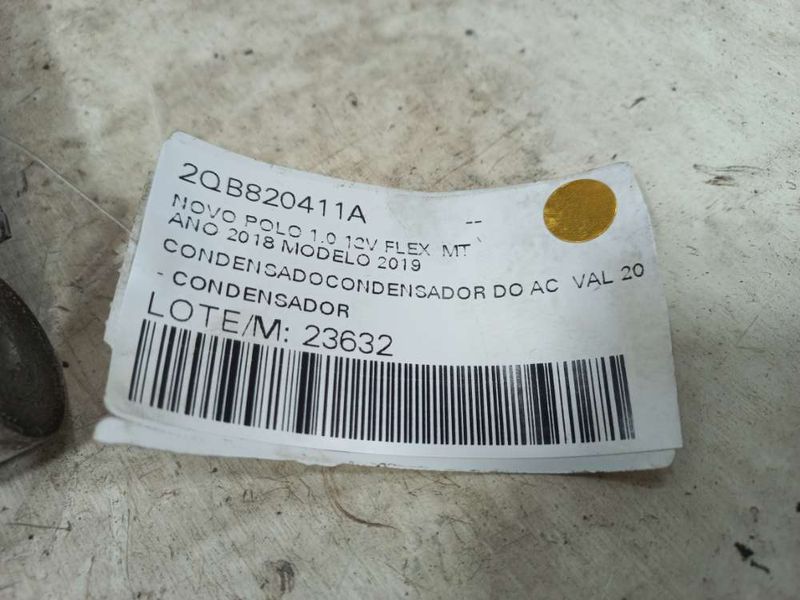 2QB820411A --
NOVO POLO 1.0 12V FLEX MT
ANO 2018 MODELO 2019
CONDENSADOCONDENSADOR DO AC VAL 20
- CONDENSADOR
LOTE/M: 23632